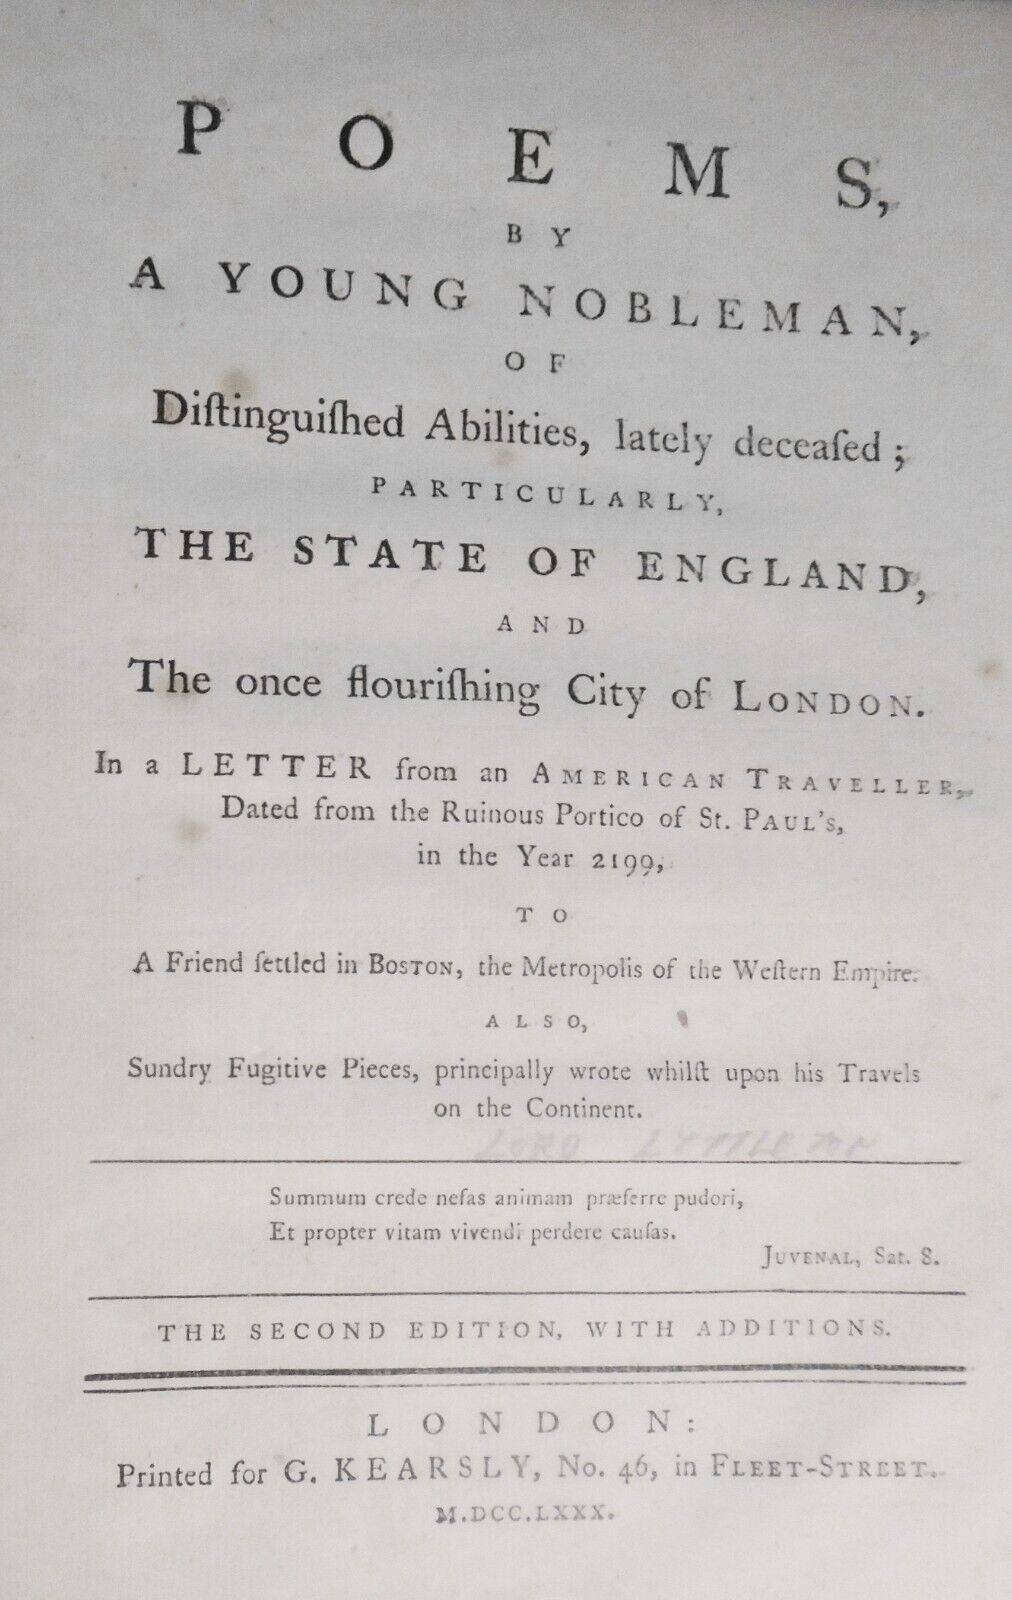 POEMS,
BY
A YOUNG NOBLEMAN,
OF
Diſtinguiſhed Abilities, lately deceaſed;
PARTICULARLY,
THE STATE OF ENGLAND,
AND
The once flouriſhing City of LONDON.
In a LETTER from an AMERICAN TRAVELLER,
Dated from the Ruinous Portico of St. PAUL's,
in the Year 2199,
TO
A Friend ſettled in BOSTON, the Metropolis of the Weſtern Empire.
ALSO,
Sundry Fugitive Pieces, principally wrote whilſt upon his Travels
on the Continent.
LORD LYTTLETON
Summum crede nefas animam præferre pudori,
Et propter vitam vivendi perdere cauſas.
JUVENAL, Sat. 8.
THE SECOND EDITION, WITH ADDITIONS.
LONDON:
Printed for G. KEARSLY, No. 46, in FLEET-STREET.
M.DCC.LXXX.